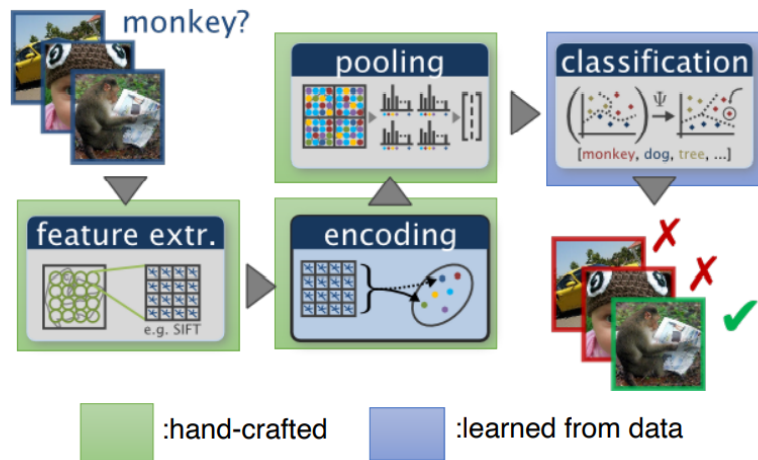 monkey?
feature extr.
e.g. SIFT
encoding
pooling
classification
Ψ
[monkey, dog, tree, ...]
:hand-crafted
:learned from data